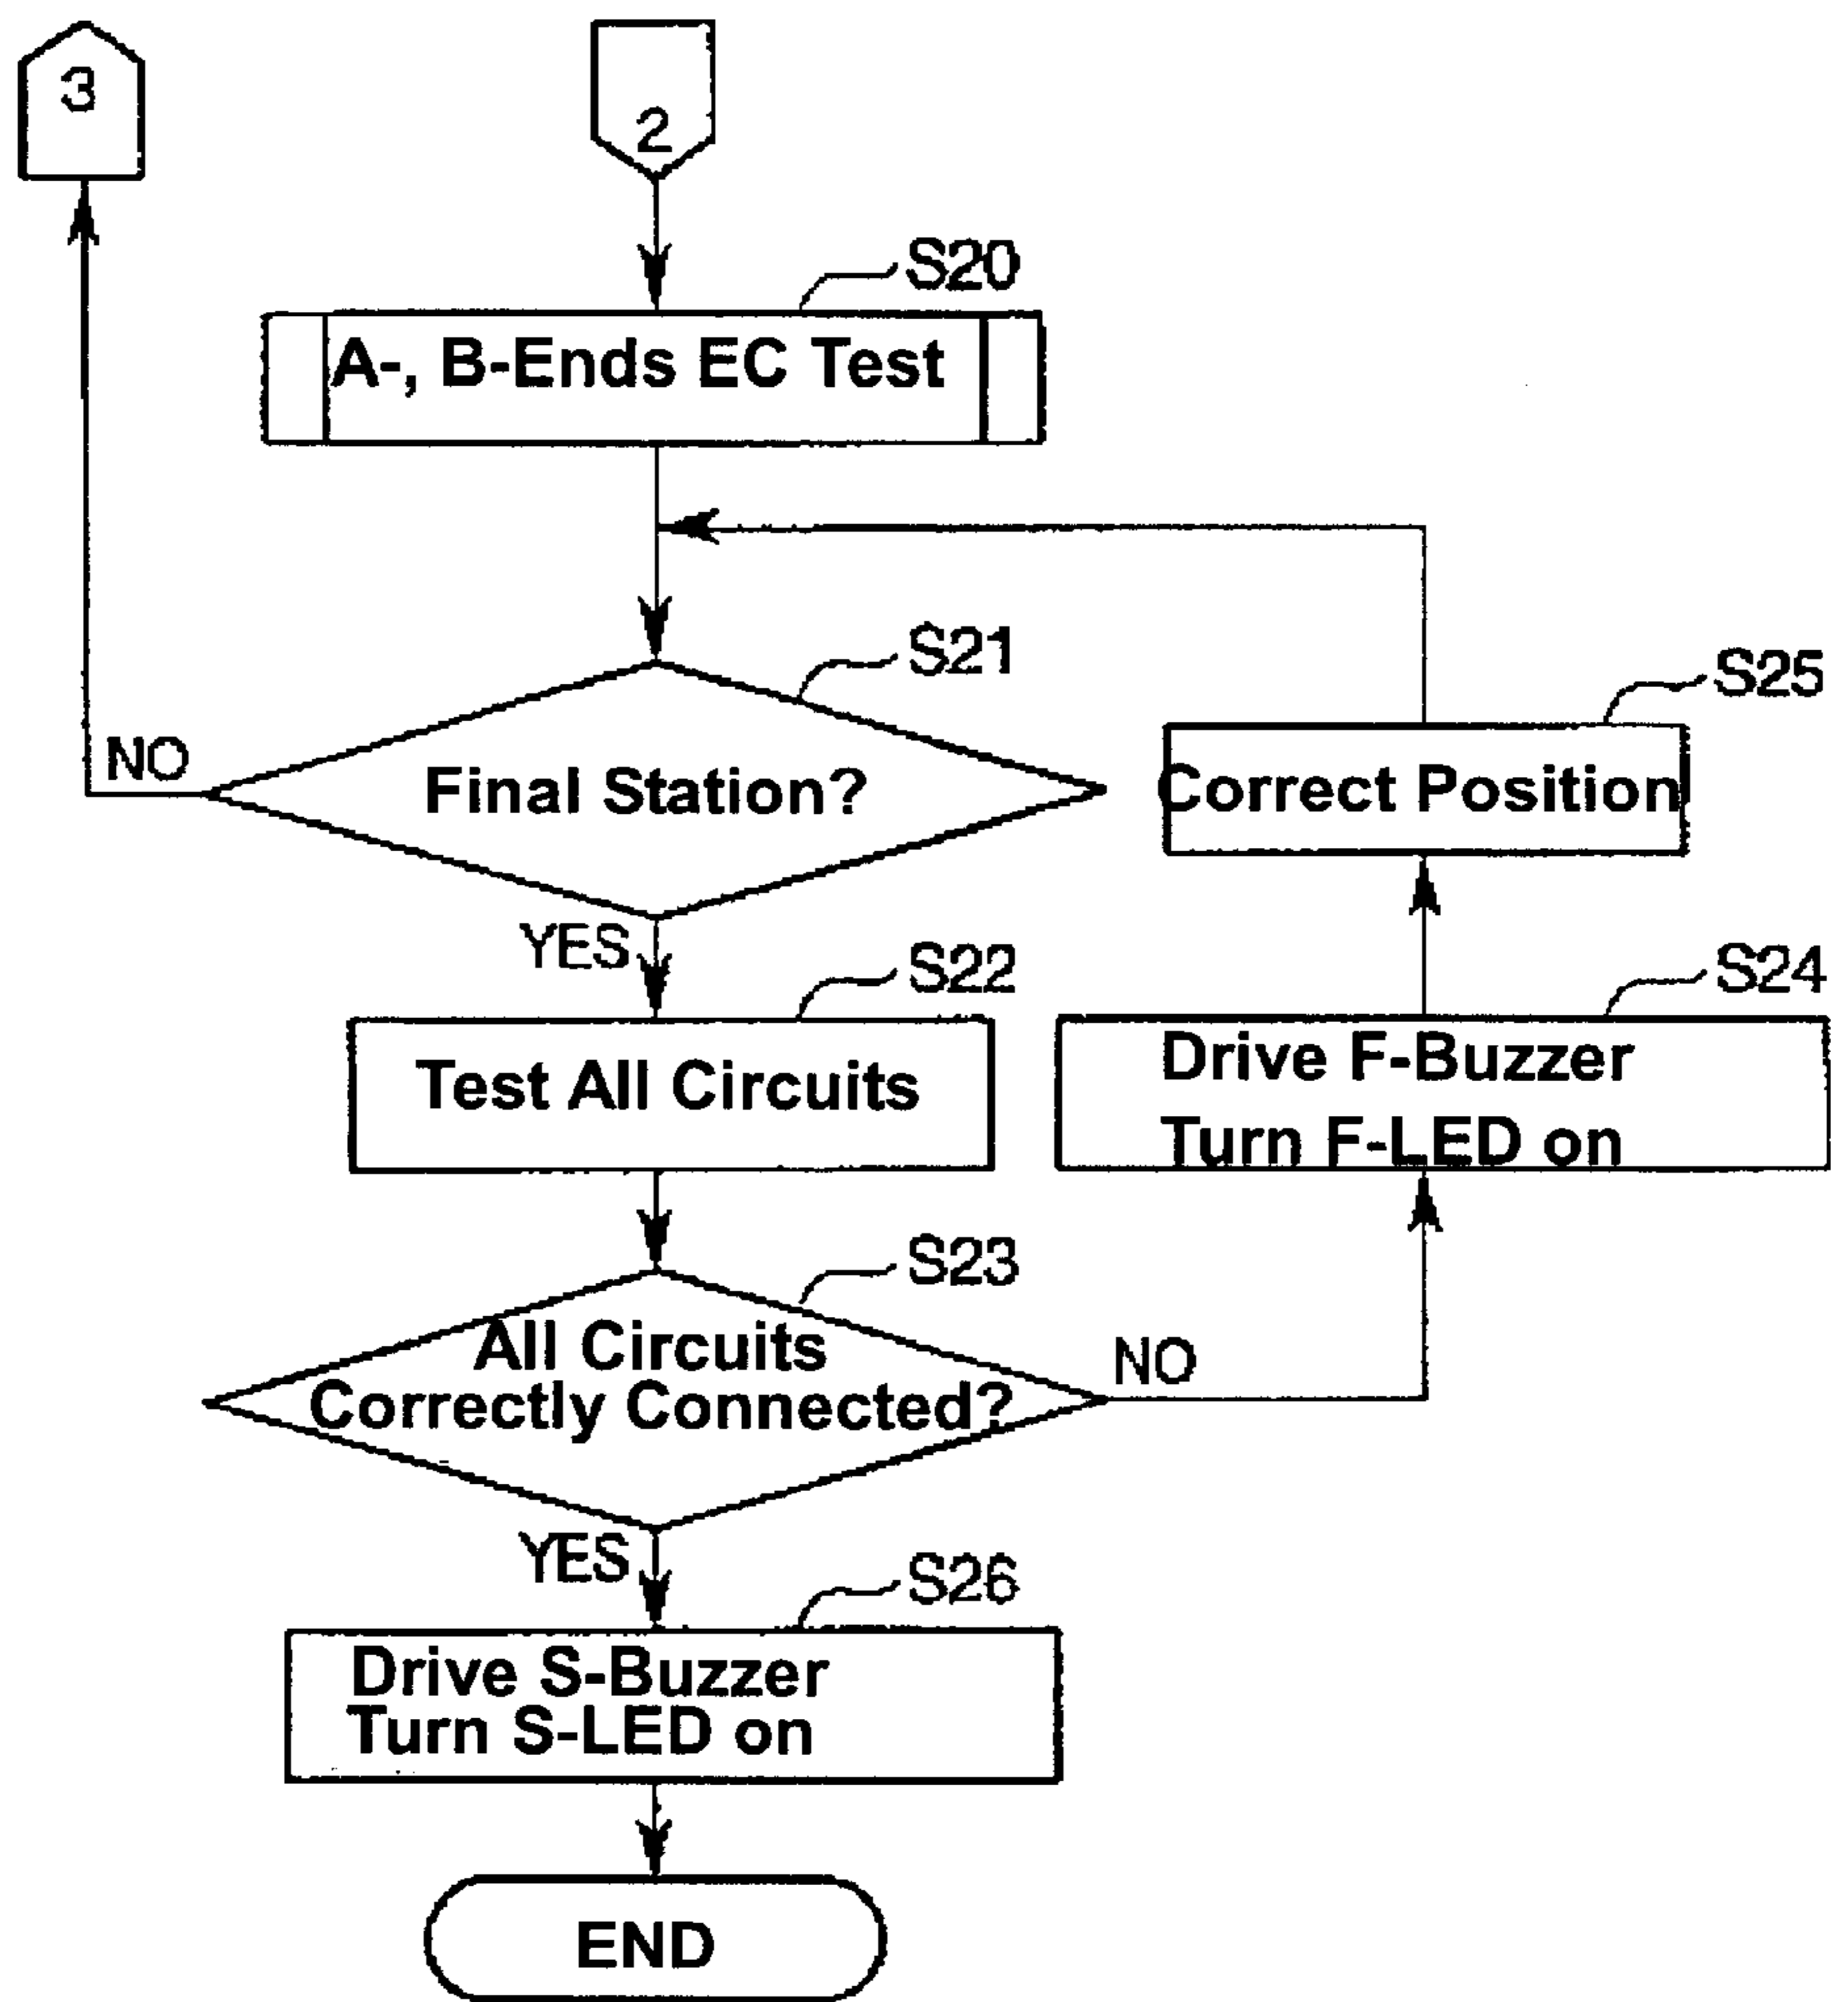 3
2
S20
A-, B-Ends EC Test
S21
S25
NO
Final Station?
Correct Position
YES
S22
S24
Test All Circuits
Drive F-Buzzer
Turn F-LED on
S23
All Circuits
Correctly Connected?
NO
YES
S26
Drive S-Buzzer
Turn S-LED on
END